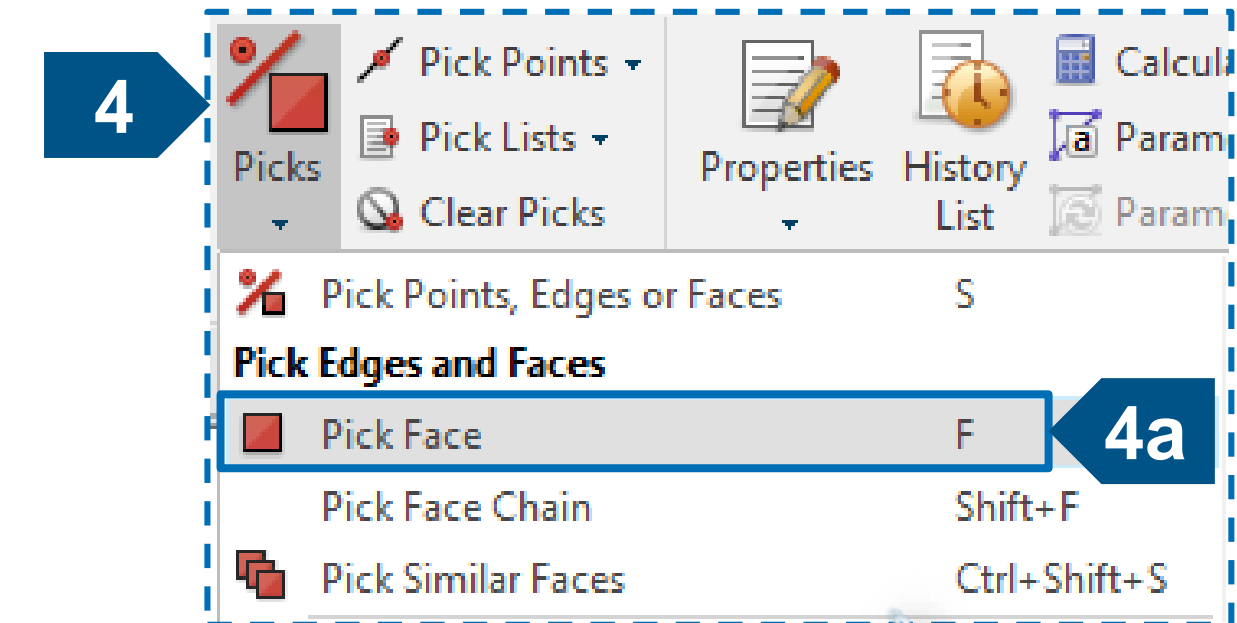 4
Picks
Pick Points
Pick Lists
Clear Picks
Properties
History
List
a
Pick Points, Edges or Faces S
Pick Edges and Faces
Pick Face F
4a
Pick Face Chain Shift+F
Pick Similar Faces Ctrl+Shift+S